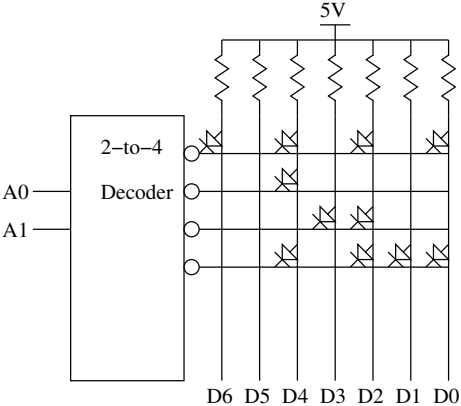 5V
2−to−4
A0
Decoder
A1
D6 D5 D4 D3 D2 D1 D0